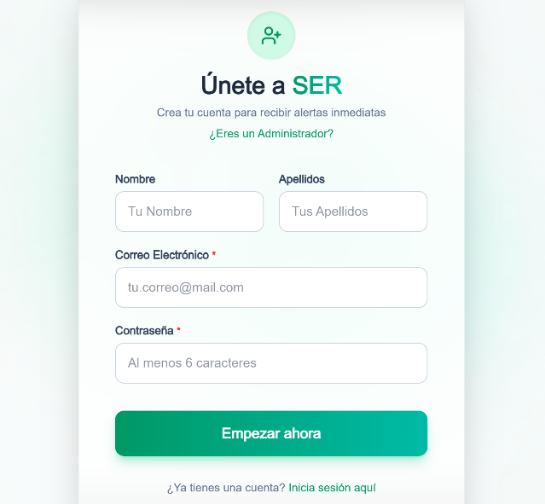 Únete a SER
Crea tu cuenta para recibir alertas inmediatas
¿Eres un Administrador?
Nombre
Apellidos
Tu Nombre
Tus Apellidos
Correo Electrónico *
tu.correo@mail.com
Contraseña *
Al menos 6 caracteres
Empezar ahora
¿Ya tienes una cuenta? Inicia sesión aquí